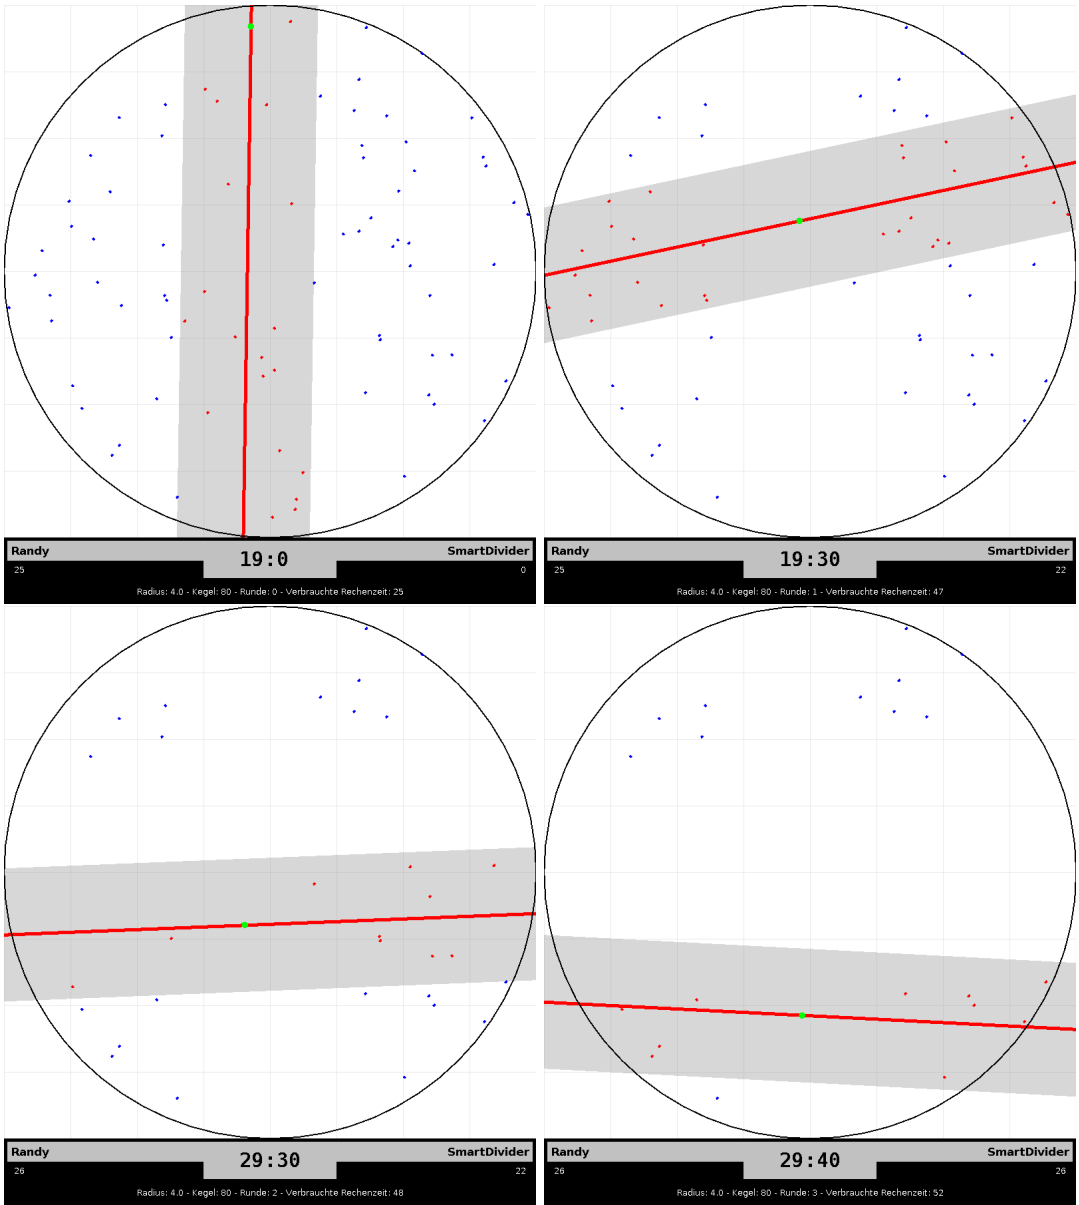 Randy 19:0 SmartDivider
25 0
Radius: 4.0 - Kegel: 80 - Runde: 0 - Verbrauchte Rechenzeit: 25
Randy 19:30 SmartDivider
25 22
Radius: 4.0 - Kegel: 80 - Runde: 1 - Verbrauchte Rechenzeit: 47
Randy 29:30 SmartDivider
26 22
Radius: 4.0 - Kegel: 80 - Runde: 2 - Verbrauchte Rechenzeit: 48
Randy 29:40 SmartDivider
26 26
Radius: 4.0 - Kegel: 80 - Runde: 3 - Verbrauchte Rechenzeit: 52